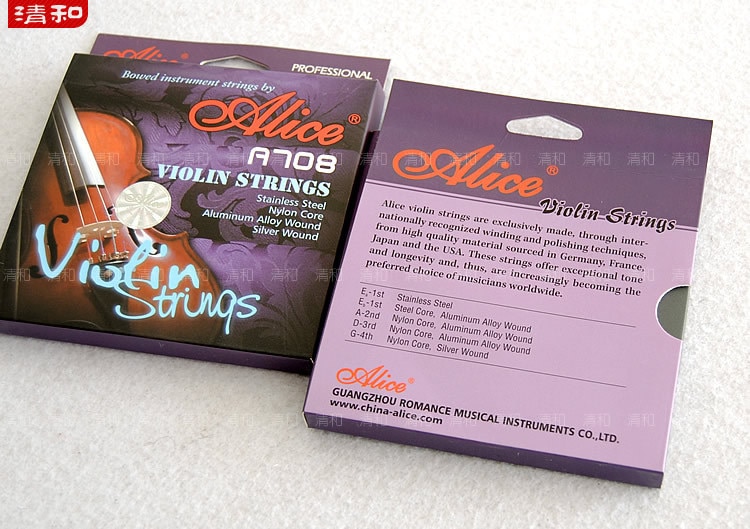 清和
PROFESSIONAL
Bowed instrument strings by
Alice®
A708
VIOLIN STRINGS
Stainless Steel
Nylon Core
Aluminum Alloy Wound
Silver Wound
Violin
Strings
Alice®
Violin Strings
Alice violin strings are exclusively made, through inter-
nationally recognized winding and polishing techniques,
from high quality material sourced in Germany, France,
Japan and the USA. These strings offer exceptional tone
and longevity and, thus, are increasingly becoming the
preferred choice of musicians worldwide.
E₁-1st Stainless Steel
Steel Core, Aluminum Alloy Wound
A-2nd Nylon Core, Aluminum Alloy Wound
D-3rd Nylon Core, Aluminum Alloy Wound
G-4th Nylon Core, Silver Wound
Alice®
GUANGZHOU ROMANCE MUSICAL INSTRUMENTS CO.,LTD.
www.china-alice.com